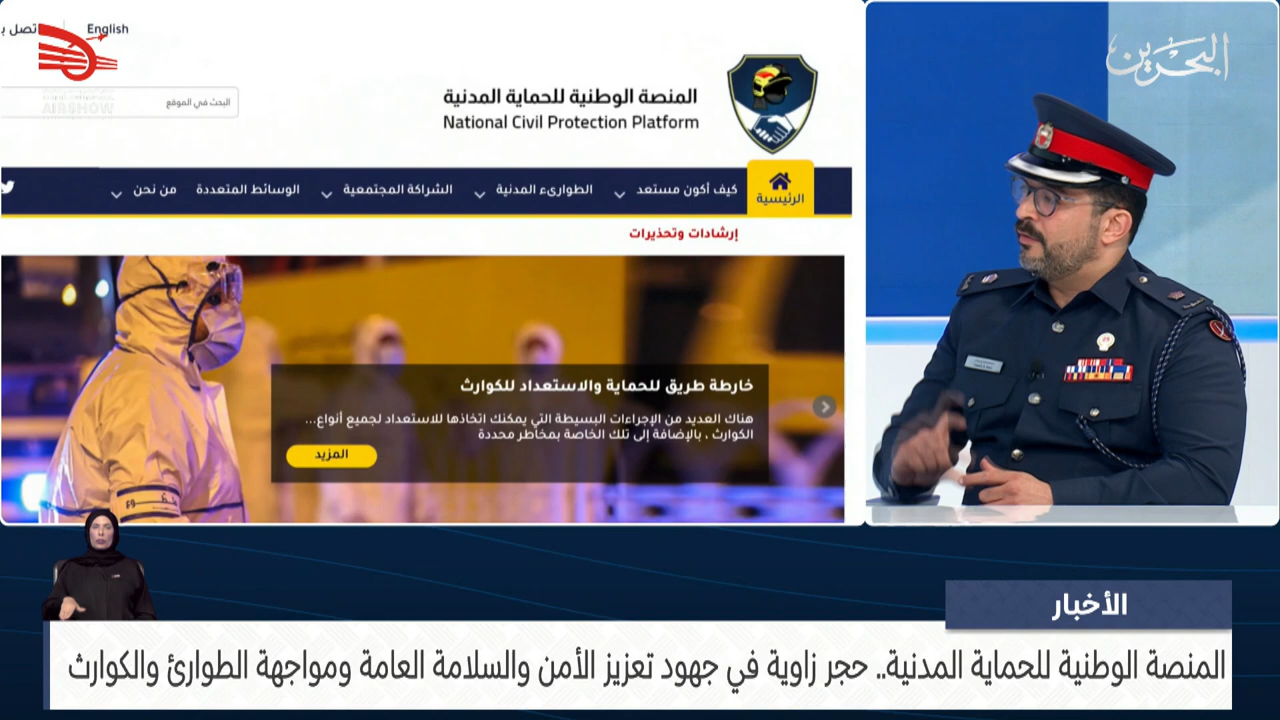 English
تصل ب
AIRSHOW
البحث في الموقع
المنصة الوطنية للحماية المدنية
National Civil Protection Platform
البحرين
الرئيسية
كيف أكون مستعد
الطوارىء المدنية
الشراكة المجتمعية
الوسائط المتعددة
من نحن
إرشادات وتحذيرات
خارطة طريق للحماية والاستعداد للكوارث
هناك العديد من الإجراءات البسيطة التي يمكنك اتخاذها للاستعداد لجميع أنواع...
الكوارث ، بالإضافة إلى تلك الخاصة بمخاطر محددة
المزيد
الأخبار
المنصة الوطنية للحماية المدنية.. حجر زاوية في جهود تعزيز الأمن والسلامة العامة ومواجهة الطوارئ والكوارث